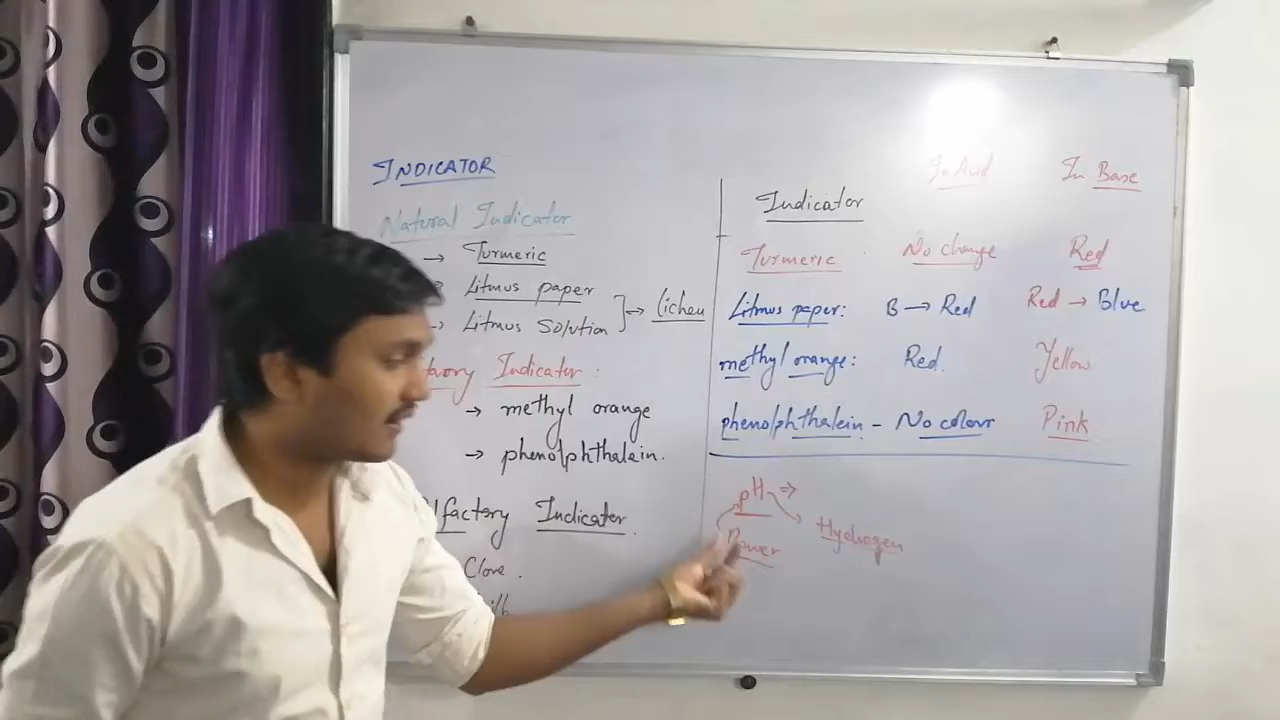 INDICATOR
Natural Indicator
→ Turmeric
→ Litmus paper
→ Litmus Solution } → Lichen
Indicator :
→ methyl orange
→ phenolphthalein.
Indicator.
Clove.
Indicator In Acid In Base
Turmeric No change Red
Litmus paper: B → Red Red → Blue
methyl orange: Red. Yellow
phenolphthalein - No colour Pink
pH ⇒
Power Hydrogen